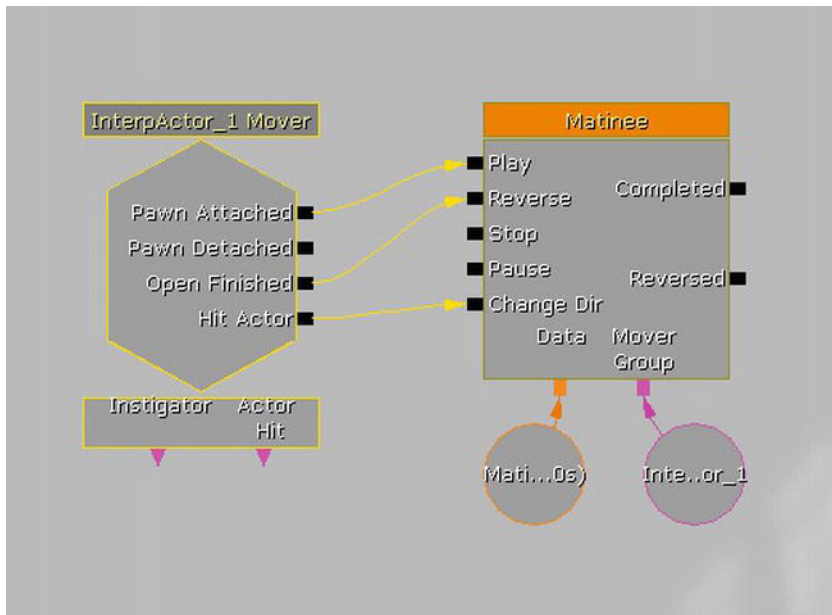 InterpActor_1 Mover
Pawn Attached
Pawn Detached
Open Finished
Hit Actor
Instigator
Actor
Hit
Matinee
Play
Reverse
Stop
Pause
Change Dir
Completed
Reversed
Data
Mover
Group
Mati...0s)
Inte..or_1